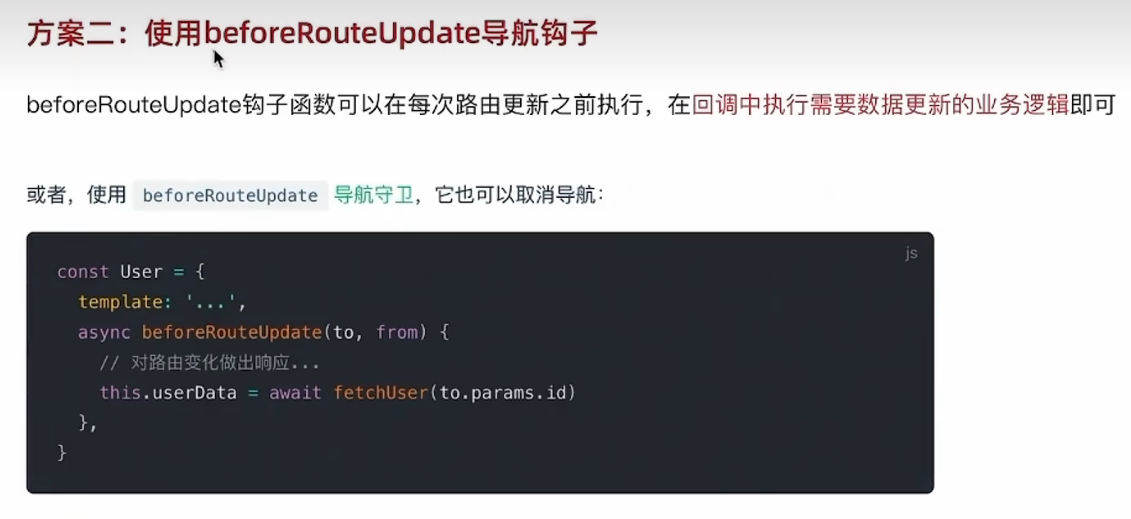 方案二：使用beforeRouteUpdate导航钩子
beforeRouteUpdate钩子函数可以在每次路由更新之前执行，在回调中执行需要数据更新的业务逻辑即可
或者，使用 beforeRouteUpdate 导航守卫，它也可以取消导航：
js
const User = {
  template: '...',
  async beforeRouteUpdate(to, from) {
    // 对路由变化做出响应...
    this.userData = await fetchUser(to.params.id)
  },
}